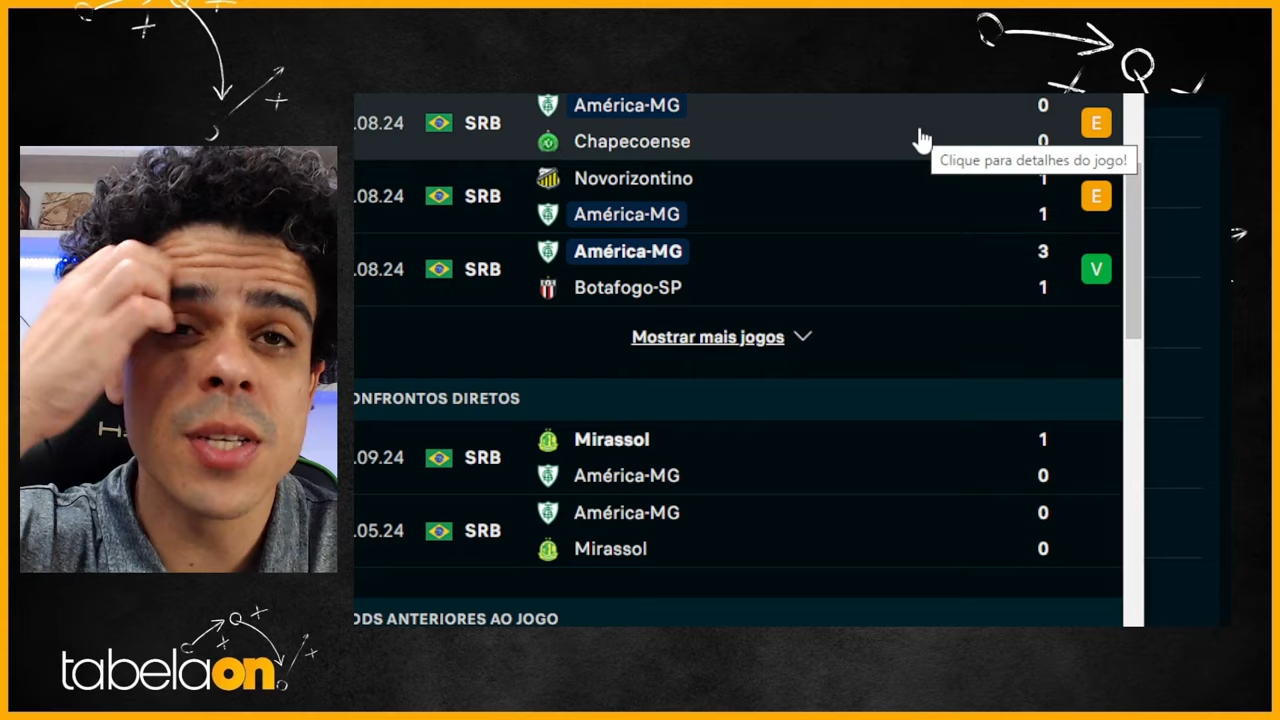 .08.24 SRB América-MG 0 E
Chapecoense 0
Clique para detalhes do jogo!
.08.24 SRB Novorizontino 1 E
América-MG 1
.08.24 SRB América-MG 3 V
Botafogo-SP 1
Mostrar mais jogos
ONFRONTOS DIRETOS
.09.24 SRB Mirassol 1
América-MG 0
.05.24 SRB América-MG 0
Mirassol 0
ODDS ANTERIORES AO JOGO
tabelaon